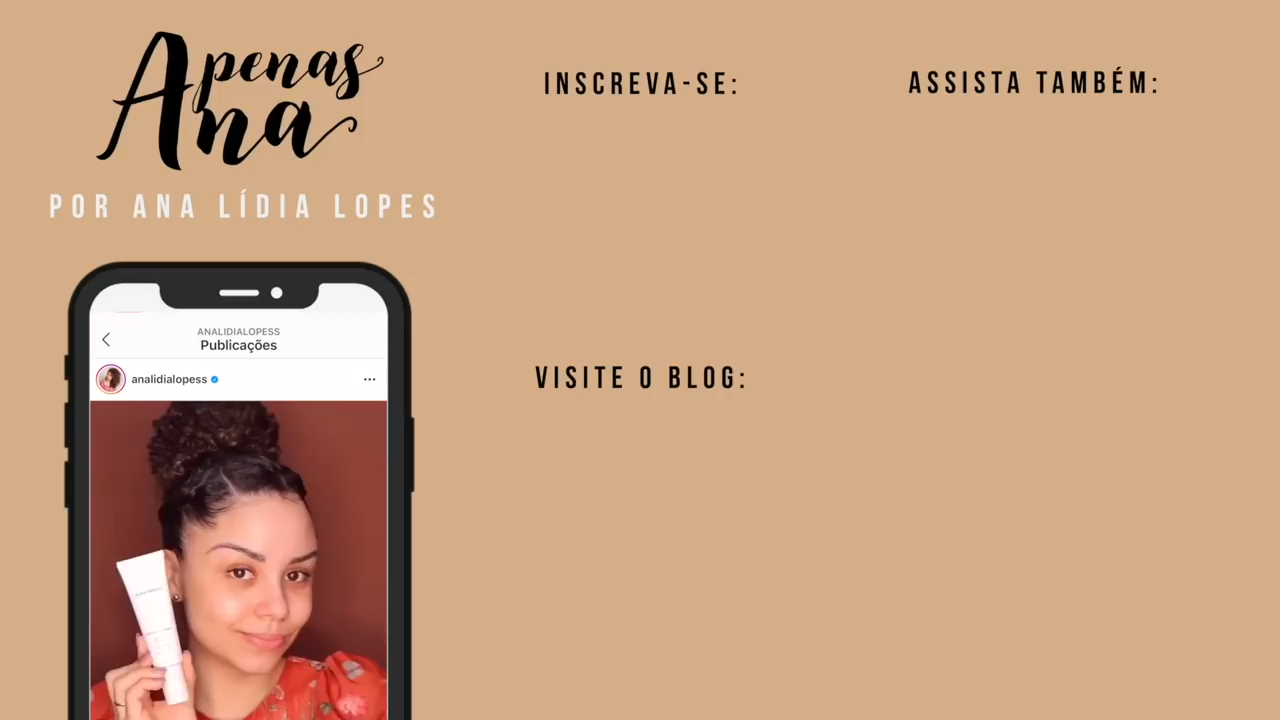 Apenas
Ana
POR ANA LÍDIA LOPES
INSCREVA-SE:
ASSISTA TAMBÉM:
VISITE O BLOG:
ANALIDIALOPESS
Publicações
analidialopess